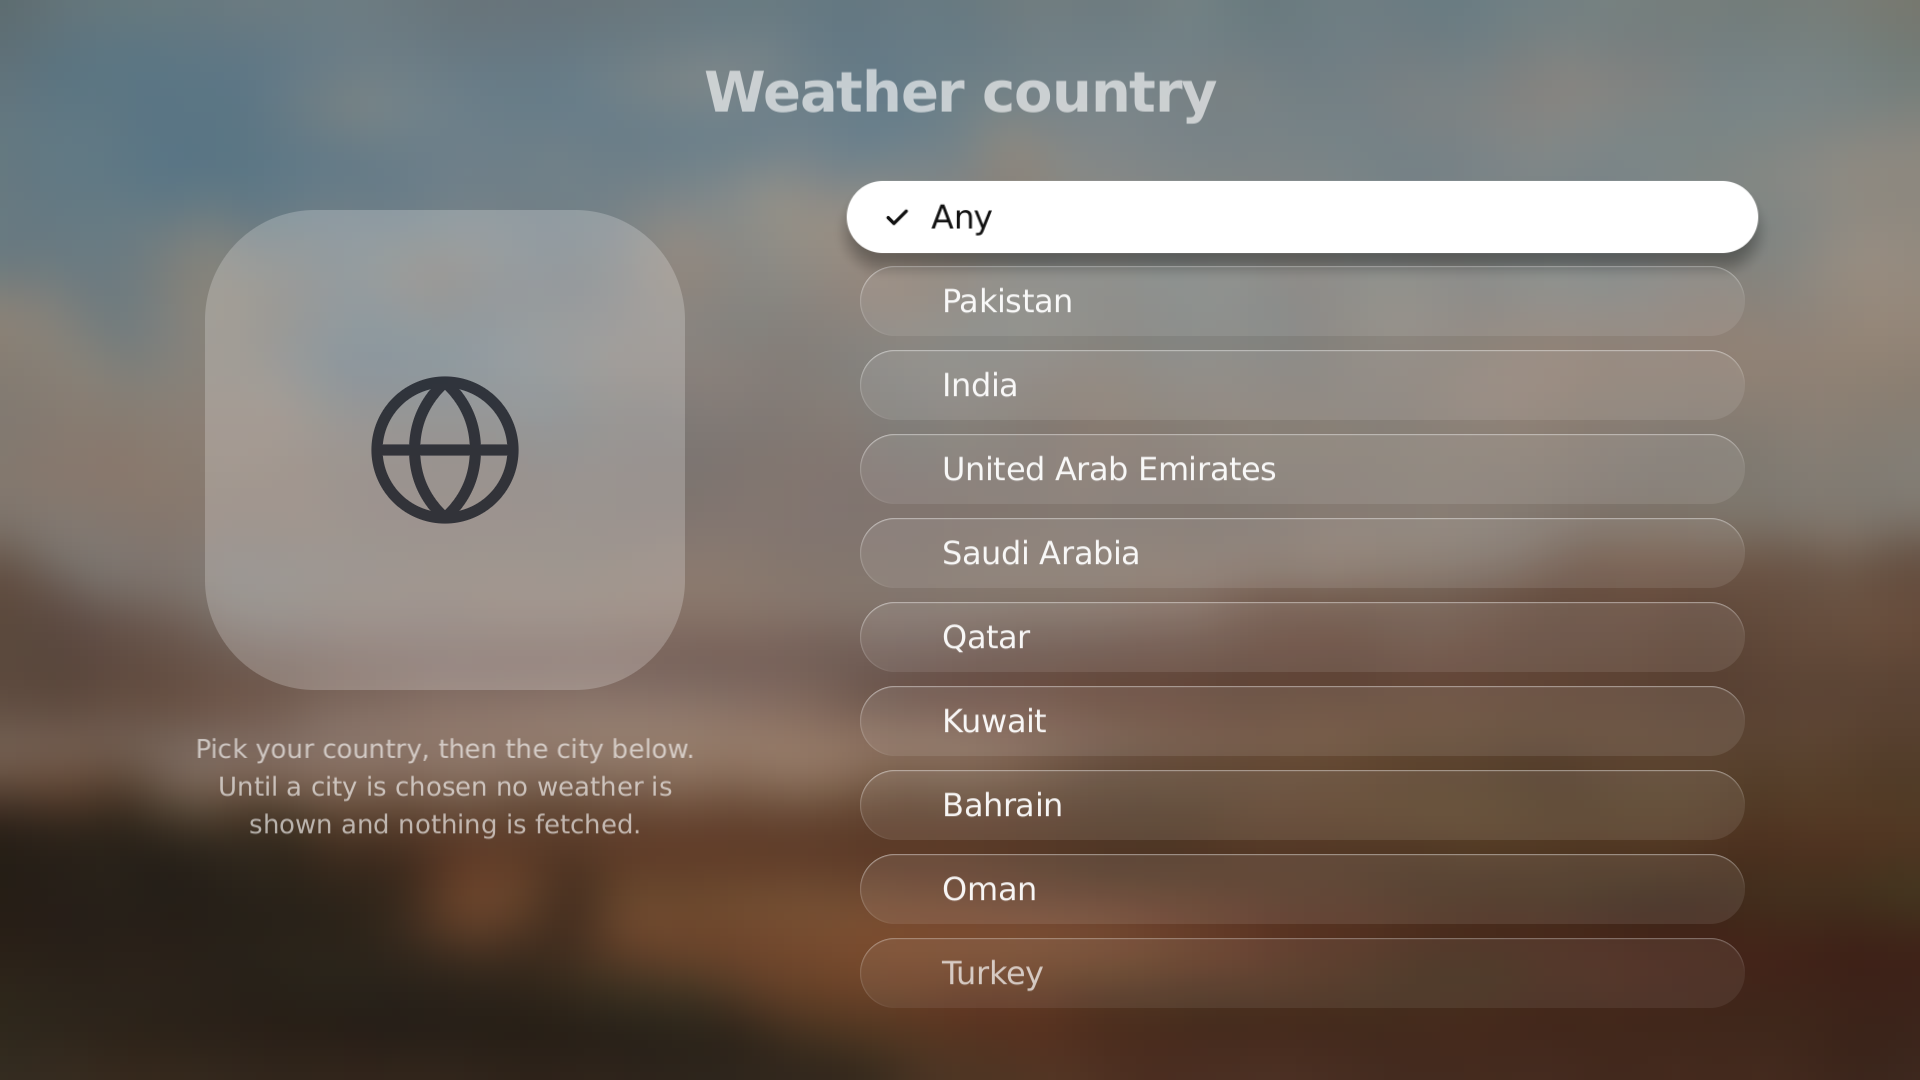 Weather country
Any
Pakistan
India
United Arab Emirates
Saudi Arabia
Qatar
Kuwait
Bahrain
Oman
Turkey
Pick your country, then the city below.
Until a city is chosen no weather is
shown and nothing is fetched.